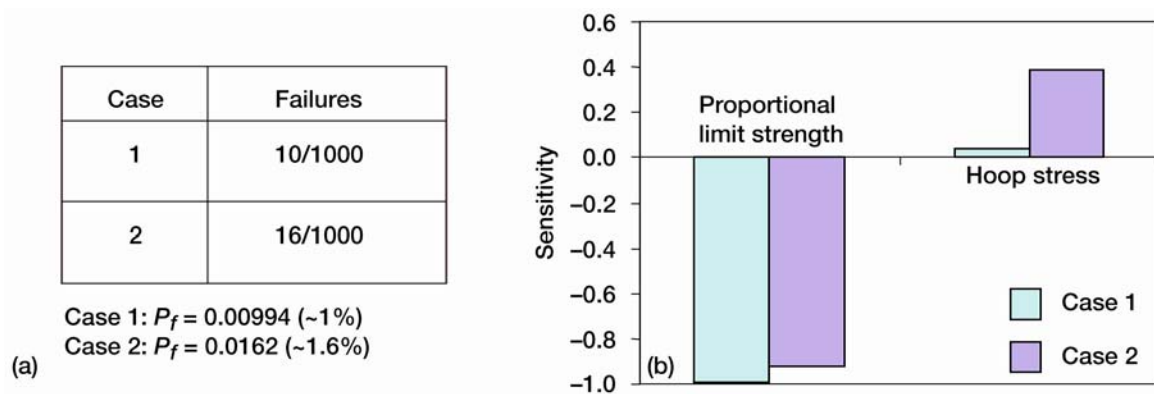 Case Failures
1 10/1000
2 16/1000
Case 1: Pf = 0.00994 (~1%)
Case 2: Pf = 0.0162 (~1.6%)
(a)
0.6
0.4
0.2
0.0
−0.2
−0.4
−0.6
−0.8
−1.0
Sensitivity
Proportional
limit strength
Hoop stress
Case 1
Case 2
(b)